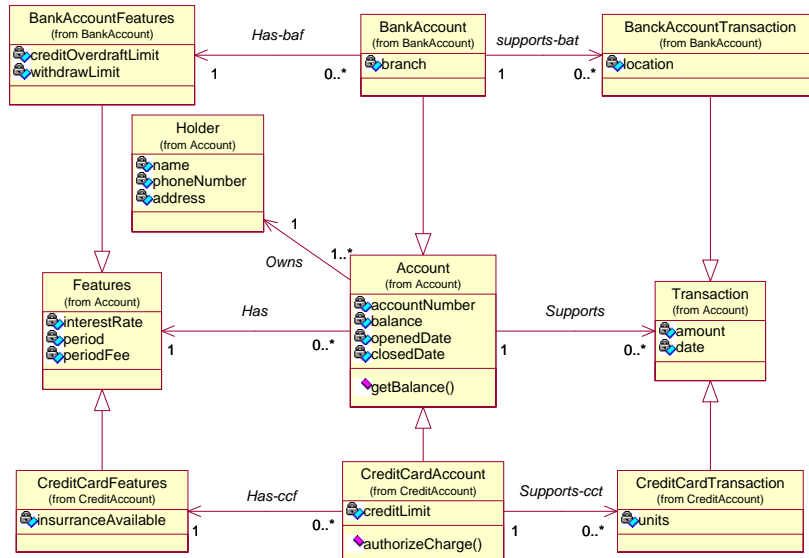 BankAccountFeatures
(from BankAccount)
creditOverdraftLimit
withdrawLimit
Has-baf
1
0..*
BankAccount
(from BankAccount)
branch
supports-bat
1
0..*
BanckAccountTransaction
(from BankAccount)
location
Holder
(from Account)
name
phoneNumber
address
1
1..*
Owns
Features
(from Account)
interestRate
period
periodFee
Has
1
0..*
Account
(from Account)
accountNumber
balance
openedDate
closedDate
getBalance()
Supports
1
0..*
Transaction
(from Account)
amount
date
CreditCardFeatures
(from CreditAccount)
insurranceAvailable
Has-ccf
1
0..*
CreditCardAccount
(from CreditAccount)
creditLimit
authorizeCharge()
Supports-cct
1
0..*
CreditCardTransaction
(from CreditAccount)
units